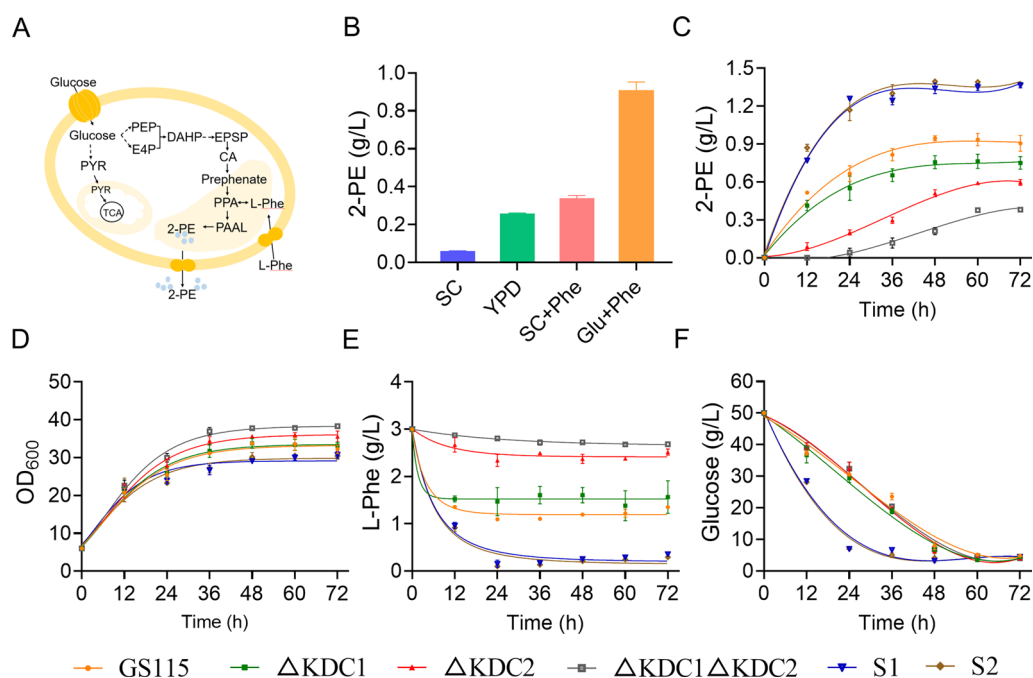 A
Glucose
Glucose
PEP
E4P
DAHP
EPSP
CA
Prephenate
PYR
PYR
TCA
PPA
L-Phe
2-PE
PAAL
L-Phe
2-PE
B
2-PE (g/L)
1.0
0.8
0.6
0.4
0.2
0.0
SC
YPD
SC+Phe
Glu+Phe
C
2-PE (g/L)
1.5
1.2
0.9
0.6
0.3
0.0
0 12 24 36 48 60 72
Time (h)
D
OD600
50
40
30
20
10
0
0 12 24 36 48 60 72
Time (h)
E
L-Phe (g/L)
4
3
2
1
0
0 12 24 36 48 60 72
Time (h)
F
Glucose (g/L)
60
50
40
30
20
10
0
0 12 24 36 48 60 72
Time (h)
GS115 △KDC1 △KDC2 △KDC1△KDC2 S1 S2